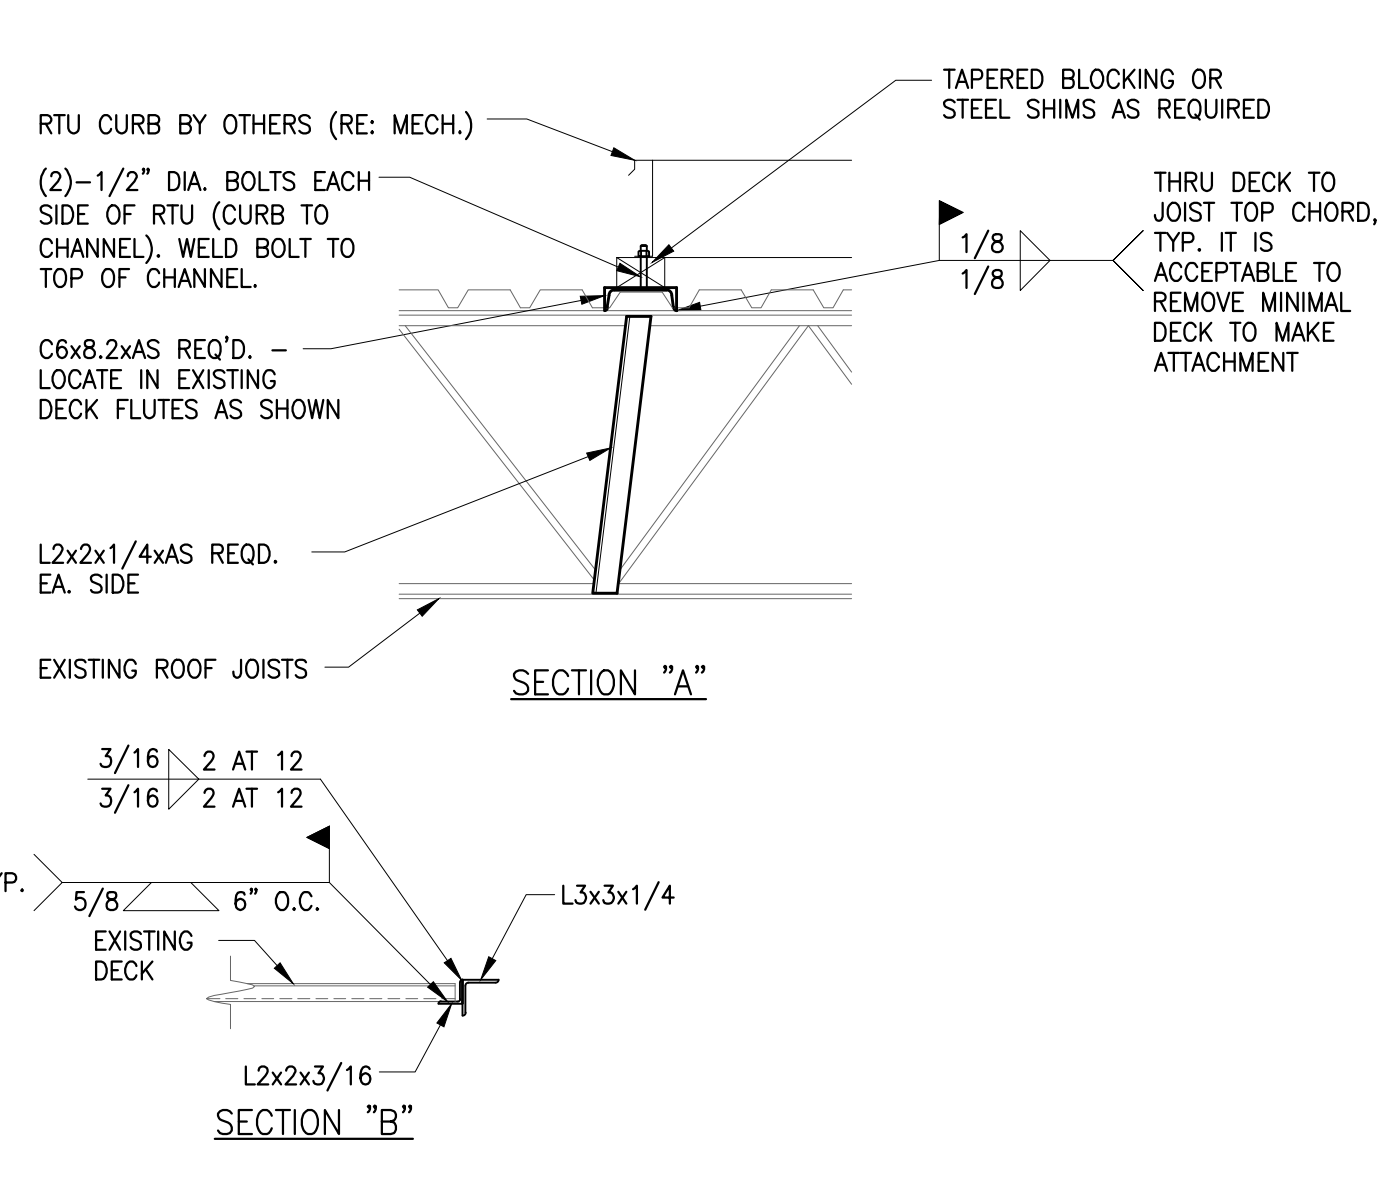 RTU CURB BY OTHERS (RE: MECH.)
(2)-1/2" DIA. BOLTS EACH
SIDE OF RTU (CURB TO
CHANNEL). WELD BOLT TO
TOP OF CHANNEL.
C6x8.2xAS REQ'D. -
LOCATE IN EXISTING
DECK FLUTES AS SHOWN
L2x2x1/4xAS REQD.
EA. SIDE
EXISTING ROOF JOISTS
TAPERED BLOCKING OR
STEEL SHIMS AS REQUIRED
1/8
1/8
THRU DECK TO
JOIST TOP CHORD,
TYP. IT IS
ACCEPTABLE TO
REMOVE MINIMAL
DECK TO MAKE
ATTACHMENT
SECTION "A"
3/16 2 AT 12
3/16 2 AT 12
YP.
5/8 6" O.C.
EXISTING
DECK
L3x3x1/4
L2x2x3/16
SECTION "B"